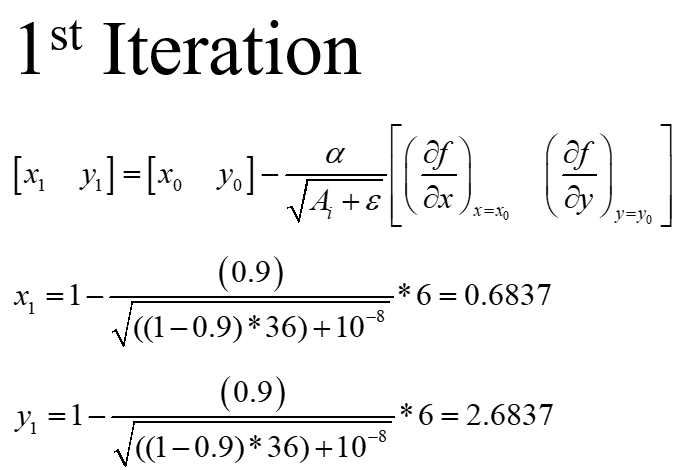 1st Iteration
[x₁ y₁] = [x₀ y₀] − α / √(Aᵢ + ε) [(∂f/∂x)ₓ₌ₓ₀ (∂f/∂y)y=y₀]
x₁ = 1 − (0.9) / √(((1 − 0.9) * 36) + 10⁻⁸) * 6 = 0.6837
y₁ = 1 − (0.9) / √(((1 − 0.9) * 36) + 10⁻⁸) * 6 = 2.6837